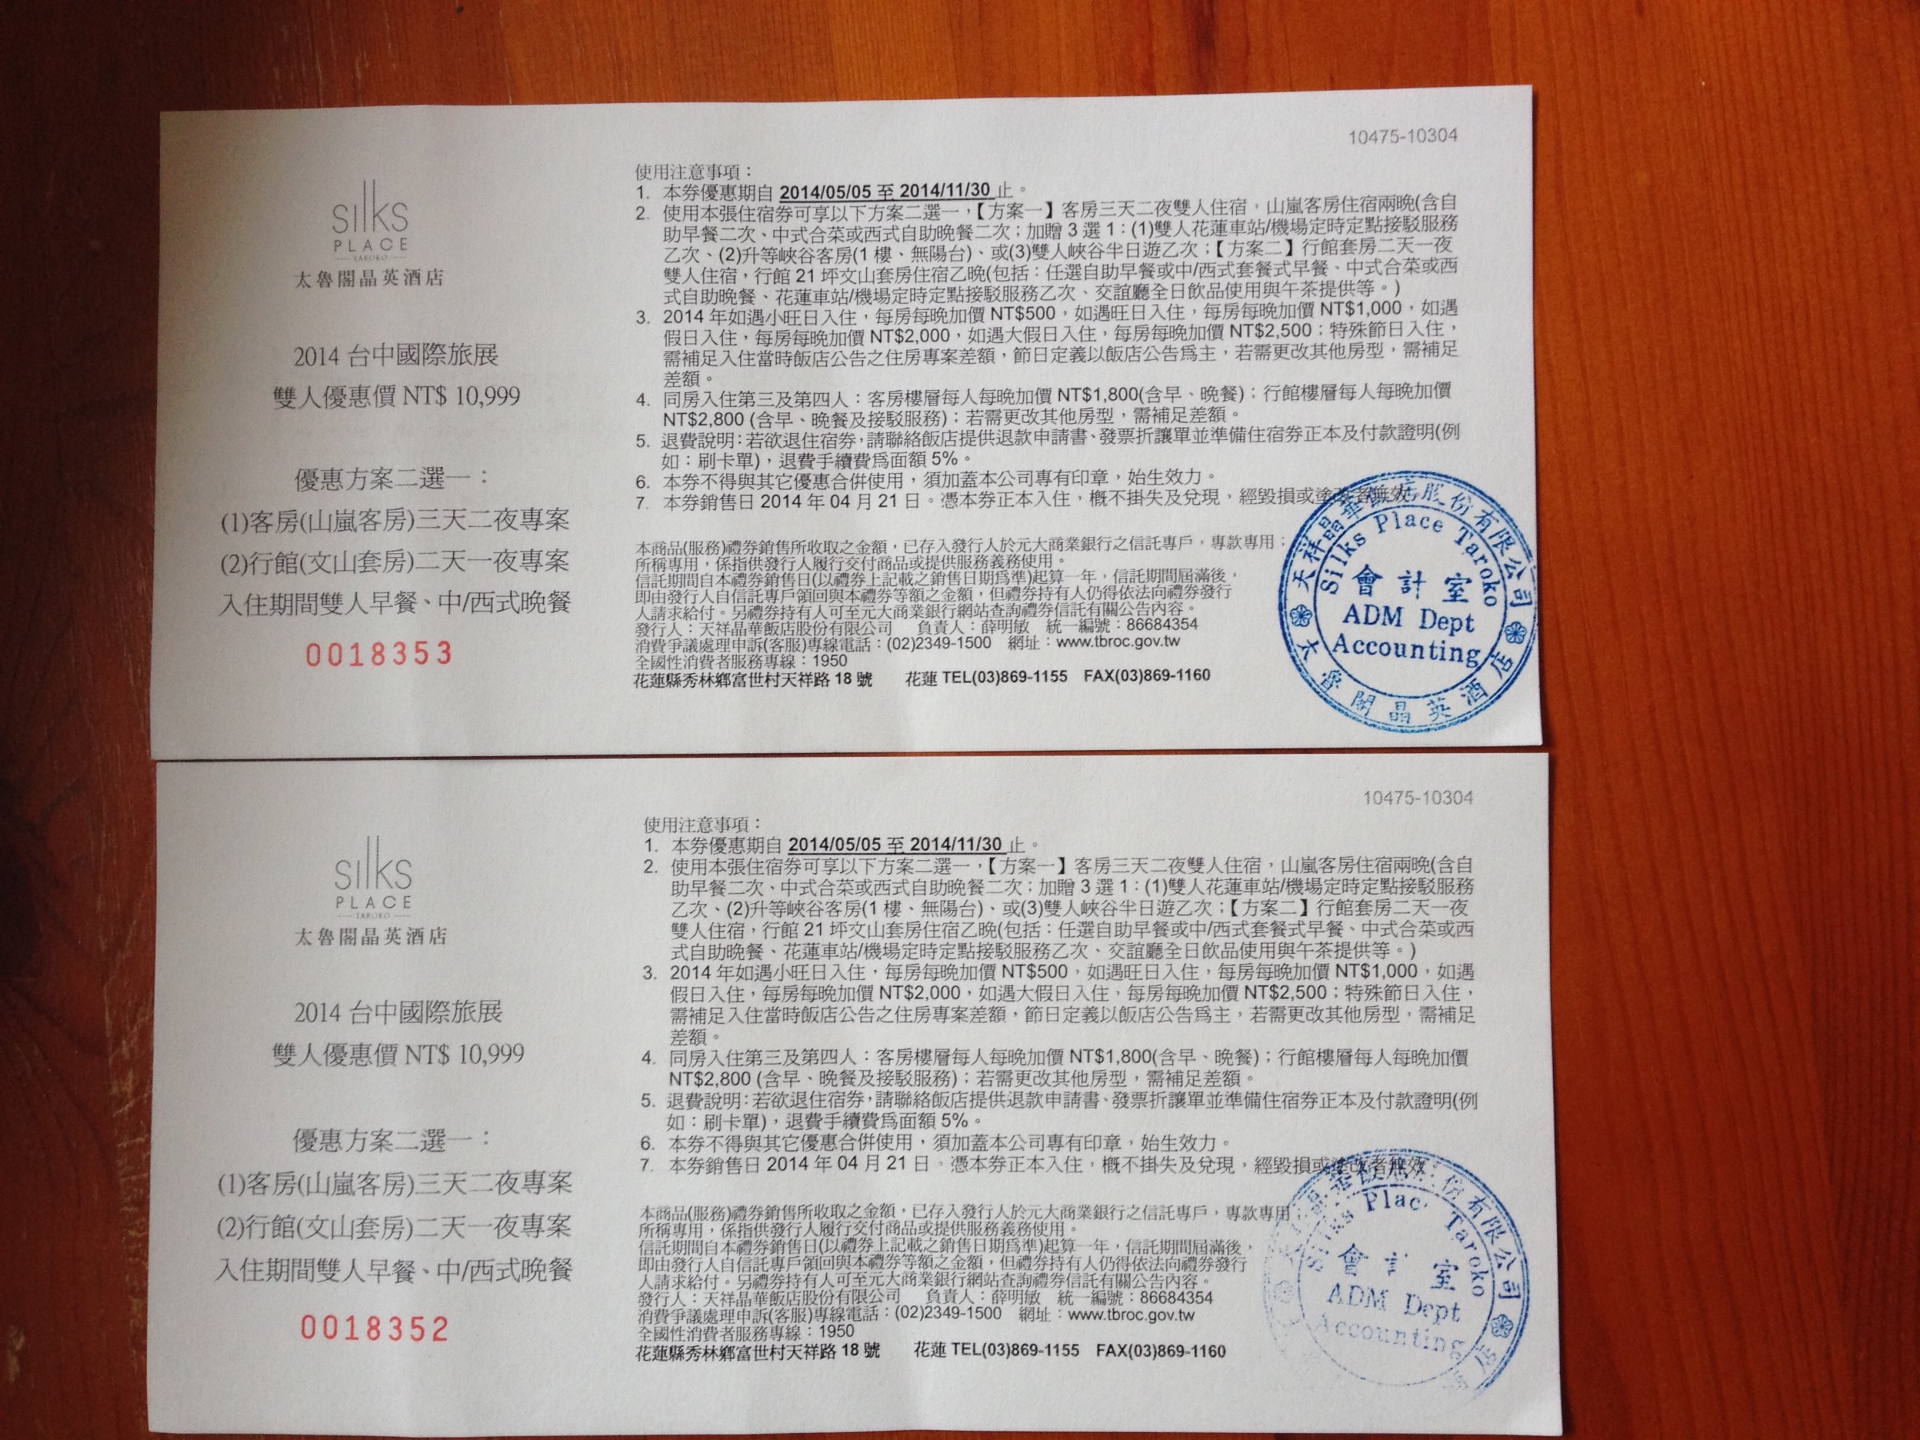 silks
PLACE
TAROKO
太魯閣晶英酒店
2014 台中國際旅展
雙人優惠價 NT$ 10,999
優惠方案二選一：
(1)客房(山嵐客房)三天二夜專案
(2)行館(文山套房)二天一夜專案
入住期間雙人早餐、中/西式晚餐
0018353
10475-10304
使用注意事項：
1. 本券優惠期自 2014/05/05 至 2014/11/30 止。
2. 使用本張住宿券可享以下方案二選一，【方案一】客房三天二夜雙人住宿，山嵐客房住宿兩晚(含自
助早餐二次、中式合菜或西式自助晚餐二次；加贈 3 選 1：(1)雙人花蓮車站/機場定時定點接駁服務
乙次、(2)升等峽谷客房(1 樓、無陽台)、或(3)雙人峽谷半日遊乙次；【方案二】行館套房二天一夜
雙人住宿，行館 21 坪文山套房住宿乙晚(包括：任選自助早餐或中/西式套餐式早餐、中式合菜或西
式自助晚餐、花蓮車站/機場定時定點接駁服務乙次、交誼廳全日飲品使用與午茶提供等。)
3. 2014 年如遇小旺日入住，每房每晚加價 NT$500，如遇旺日入住，每房每晚加價 NT$1,000，如遇
假日入住，每房每晚加價 NT$2,000，如遇大假日入住，每房每晚加價 NT$2,500；特殊節日入住，
需補足入住當時飯店公告之住房專案差額，節日定義以飯店公告爲主，若需更改其他房型，需補足
差額。
4. 同房入住第三及第四人：客房樓層每人每晚加價 NT$1,800(含早、晚餐)；行館樓層每人每晚加價
NT$2,800 (含早、晚餐及接駁服務)；若需更改其他房型，需補足差額。
5. 退費說明：若欲退住宿券，請聯絡飯店提供退款申請書、發票折讓單並準備住宿券正本及付款證明(例
如：刷卡單)，退費手續費爲面額 5%。
6. 本券不得與其它優惠合併使用，須加蓋本公司專有印章，始生效力。
7. 本券銷售日 2014 年 04 月 21 日。憑本券正本入住，概不掛失及兌現，經毀損或塗改者無效。
本商品(服務)禮券銷售所收取之金額，已存入發行人於元大商業銀行之信託專戶，專款專用；
所稱專用，係指供發行人履行交付商品或提供服務義務使用。
信託期間自本禮券銷售日(以禮券上記載之銷售日期爲準)起算一年，信託期間屆滿後，
即由發行人自信託專戶領回與本禮券等額之金額，但禮券持有人仍得依法向禮券發行
人請求給付。另禮券持有人可至元大商業銀行網站查詢禮券信託有關公告內容。
發行人：天祥晶華飯店股份有限公司　負責人：薛明敏　統一編號：86684354
消費爭議處理申訴(客服)專線電話：(02)2349-1500　網址：www.tbroc.gov.tw
全國性消費者服務專線：1950
花蓮縣秀林鄉富世村天祥路 18 號　花蓮 TEL(03)869-1155　FAX(03)869-1160
天祥晶華飯店股份有限公司
Silks Place Taroko
會計室
ADM Dept
Accounting
太魯閣晶英酒店
silks
PLACE
TAROKO
太魯閣晶英酒店
2014 台中國際旅展
雙人優惠價 NT$ 10,999
優惠方案二選一：
(1)客房(山嵐客房)三天二夜專案
(2)行館(文山套房)二天一夜專案
入住期間雙人早餐、中/西式晚餐
0018352
10475-10304
使用注意事項：
1. 本券優惠期自 2014/05/05 至 2014/11/30 止。
2. 使用本張住宿券可享以下方案二選一，【方案一】客房三天二夜雙人住宿，山嵐客房住宿兩晚(含自
助早餐二次、中式合菜或西式自助晚餐二次；加贈 3 選 1：(1)雙人花蓮車站/機場定時定點接駁服務
乙次、(2)升等峽谷客房(1 樓、無陽台)、或(3)雙人峽谷半日遊乙次；【方案二】行館套房二天一夜
雙人住宿，行館 21 坪文山套房住宿乙晚(包括：任選自助早餐或中/西式套餐式早餐、中式合菜或西
式自助晚餐、花蓮車站/機場定時定點接駁服務乙次、交誼廳全日飲品使用與午茶提供等。)
3. 2014 年如遇小旺日入住，每房每晚加價 NT$500，如遇旺日入住，每房每晚加價 NT$1,000，如遇
假日入住，每房每晚加價 NT$2,000，如遇大假日入住，每房每晚加價 NT$2,500；特殊節日入住，
需補足入住當時飯店公告之住房專案差額，節日定義以飯店公告爲主，若需更改其他房型，需補足
差額。
4. 同房入住第三及第四人：客房樓層每人每晚加價 NT$1,800(含早、晚餐)；行館樓層每人每晚加價
NT$2,800 (含早、晚餐及接駁服務)；若需更改其他房型，需補足差額。
5. 退費說明：若欲退住宿券，請聯絡飯店提供退款申請書、發票折讓單並準備住宿券正本及付款證明(例
如：刷卡單)，退費手續費爲面額 5%。
6. 本券不得與其它優惠合併使用，須加蓋本公司專有印章，始生效力。
7. 本券銷售日 2014 年 04 月 21 日。憑本券正本入住，概不掛失及兌現，經毀損或塗改者無效
本商品(服務)禮券銷售所收取之金額，已存入發行人於元大商業銀行之信託專戶，專款專用；
所稱專用，係指供發行人履行交付商品或提供服務義務使用。
信託期間自本禮券銷售日(以禮券上記載之銷售日期爲準)起算一年，信託期間屆滿後，
即由發行人自信託專戶領回與本禮券等額之金額，但禮券持有人仍得依法向禮券發行
人請求給付。另禮券持有人可至元大商業銀行網站查詢禮券信託有關公告內容。
發行人：天祥晶華飯店股份有限公司　負責人：薛明敏　統一編號：86684354
消費爭議處理申訴(客服)專線電話：(02)2349-1500　網址：www.tbroc.gov.tw
全國性消費者服務專線：1950
花蓮縣秀林鄉富世村天祥路 18 號　花蓮 TEL(03)869-1155　FAX(03)869-1160
份有限公司
Silks Place Taroko
會計室
ADM Dept
Accounting